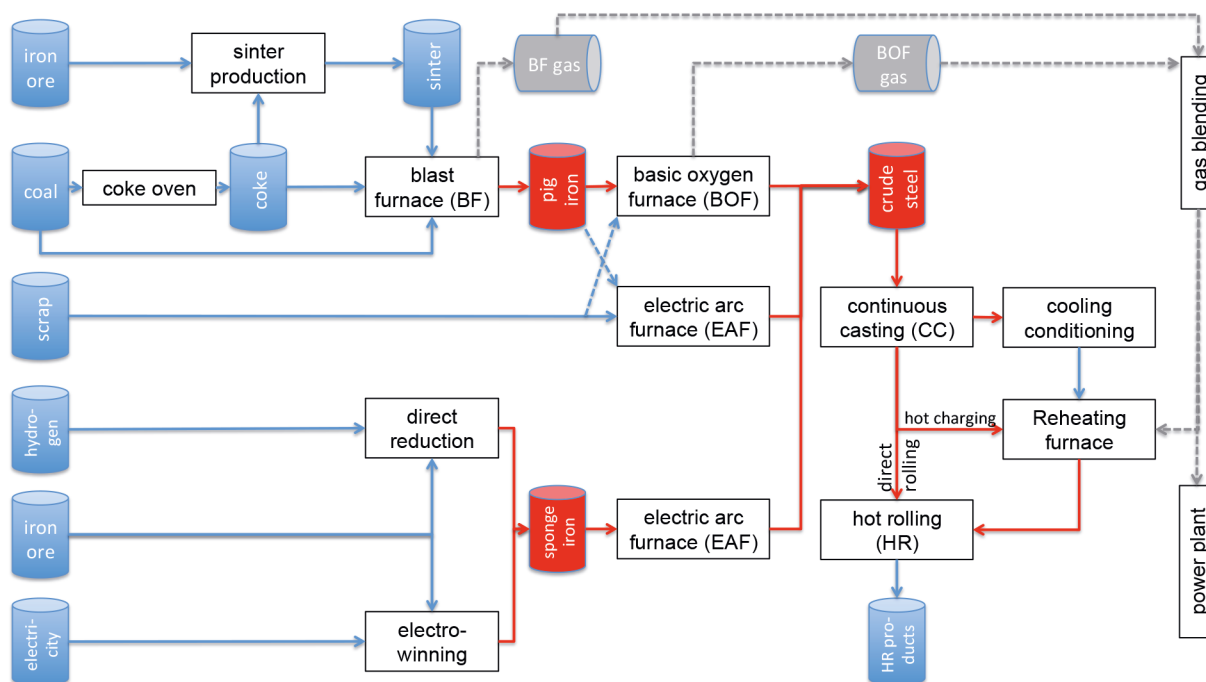 iron
ore
sinter
production
sinter
BF gas
BOF
gas
gas blending
coal
coke oven
coke
blast
furnace (BF)
pig
iron
basic oxygen
furnace (BOF)
crude
steel
scrap
electric arc
furnace (EAF)
continuous
casting (CC)
cooling
conditioning
hydro-
gen
direct
reduction
hot charging
Reheating
furnace
direct
rolling
iron
ore
sponge
iron
electric arc
furnace (EAF)
hot rolling
(HR)
power plant
electri-
city
electro-
winning
HR pro-
ducts